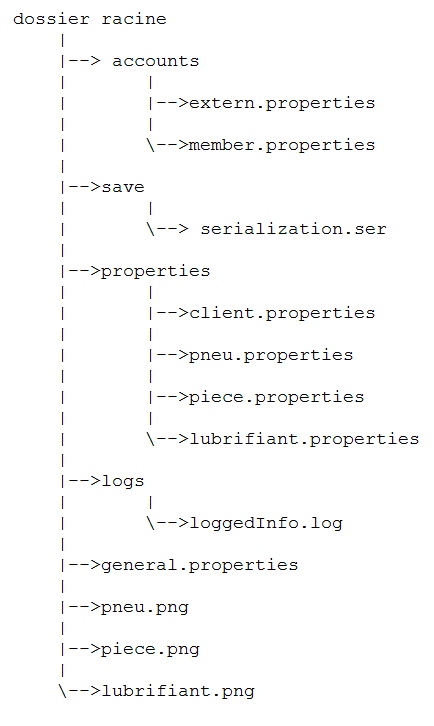 dossier racine
|
|--> accounts
|       |
|       |-->extern.properties
|       |
|       \-->member.properties
|
|-->save
|       |
|       \--> serialization.ser
|
|-->properties
|       |
|       |-->client.properties
|       |
|       |-->pneu.properties
|       |
|       |-->piece.properties
|       |
|       \-->lubrifiant.properties
|
|-->logs
|       |
|       \-->loggedInfo.log
|
|-->general.properties
|
|-->pneu.png
|
|-->piece.png
|
\-->lubrifiant.png